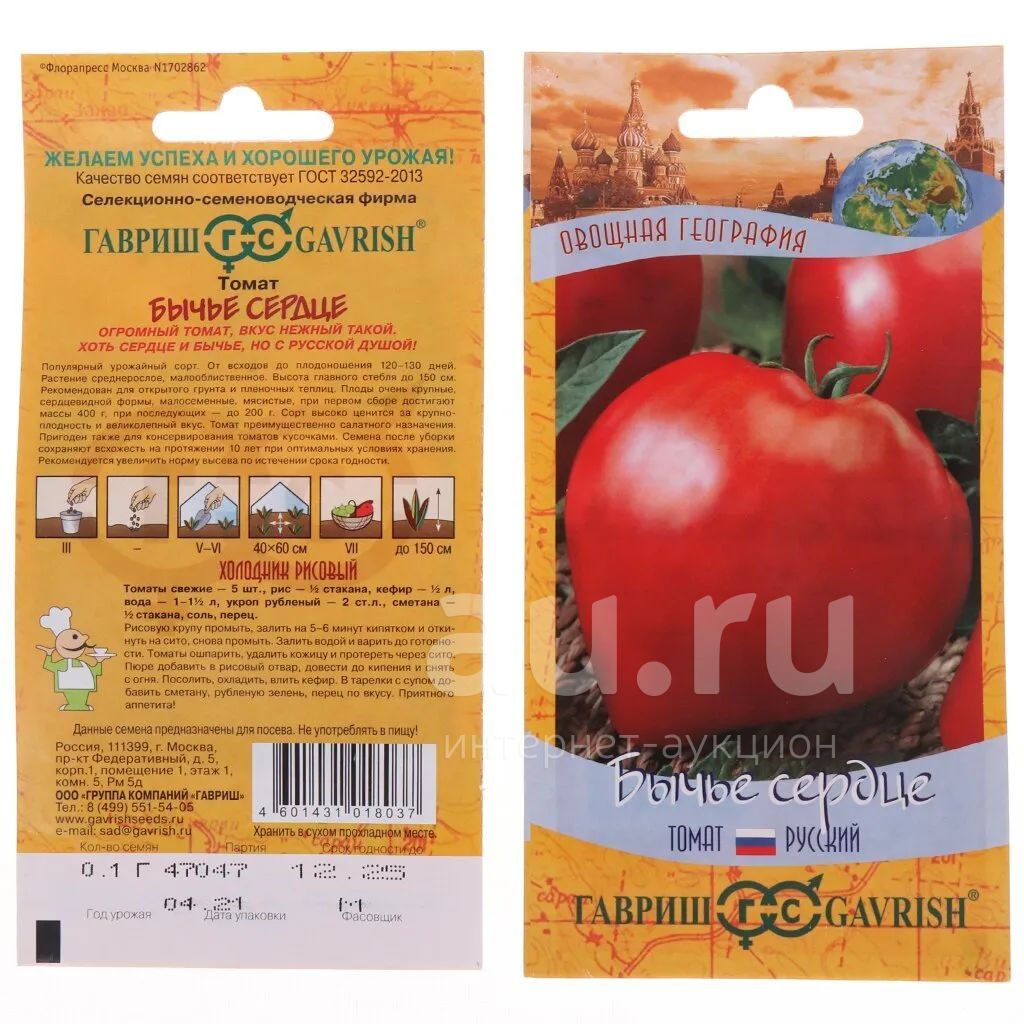 ©Флорапресс Москва N1702862
ЖЕЛАЕМ УСПЕХА И ХОРОШЕГО УРОЖАЯ!
Качество семян соответствует ГОСТ 32592-2013
Селекционно-семеноводческая фирма
ГАВРИШ ГС GAVRISH®
Томат
БЫЧЬЕ СЕРДЦЕ
ОГРОМНЫЙ ТОМАТ, ВКУС НЕЖНЫЙ ТАКОЙ.
ХОТЬ СЕРДЦЕ И БЫЧЬЕ, НО С РУССКОЙ ДУШОЙ!
Популярный урожайный сорт. От всходов до плодоношения 120–130 дней.
Растение среднерослое, малооблиственное. Высота главного стебля до 150 см.
Рекомендован для открытого грунта и пленочных теплиц. Плоды очень крупные,
сердцевидной формы, малосеменные, мясистые, при первом сборе достигают
массы 400 г, при последующих — до 200 г. Сорт высоко ценится за крупно-
плодность и великолепный вкус. Томат преимущественно салатного назначения.
Пригоден также для консервирования томатов кусочками. Семена после уборки
сохраняют всхожесть на протяжении 10 лет при оптимальных условиях хранения.
Рекомендуется увеличить норму высева по истечении срока годности.
III – V–VI 40×60 см VII до 150 см
ХОЛОДНИК РИСОВЫЙ
Томаты свежие — 5 шт., рис — ½ стакана, кефир — ½ л,
вода — 1–1½ л, укроп рубленый — 2 ст.л., сметана
½ стакана, соль, перец.
Рисовую крупу промыть, залить на 5–6 минут кипятком и отки-
нуть на сито, снова промыть. Залить водой и варить до готовно-
сти. Томаты ошпарить, удалить кожицу и протереть через сито.
Пюре добавить в рисовый отвар, довести до кипения и снять
с огня. Посолить, охладить, влить кефир. В тарелки с супом до-
бавить сметану, рубленую зелень, перец по вкусу. Приятного
аппетита!
Данные семена предназначены для посева. Не употреблять в пищу!
Россия, 111399, г. Москва,
пр-кт Федеративный, д. 5,
корп.1, помещение 1, этаж 1,
комн. 5, Рм 5д
ООО «ГРУППА КОМПАНИЙ "ГАВРИШ»
Тел.: 8 (499) 551-54-05
www.gavrishseeds.ru
e-mail: sad@gavrish.ru
4 601431 018037
Хранить в сухом прохладном месте.
Кол-во семян Партия Срок годности до
0.1 Г 47047 12.25
04.21
Год урожая Дата упаковки Фасовщик
ОВОЩНАЯ ГЕОГРАФИЯ
au.ru
интернет-аукцион
Бычье сердце
ТОМАТ РУССКИЙ
ГАВРИШ ГС GAVRISH®